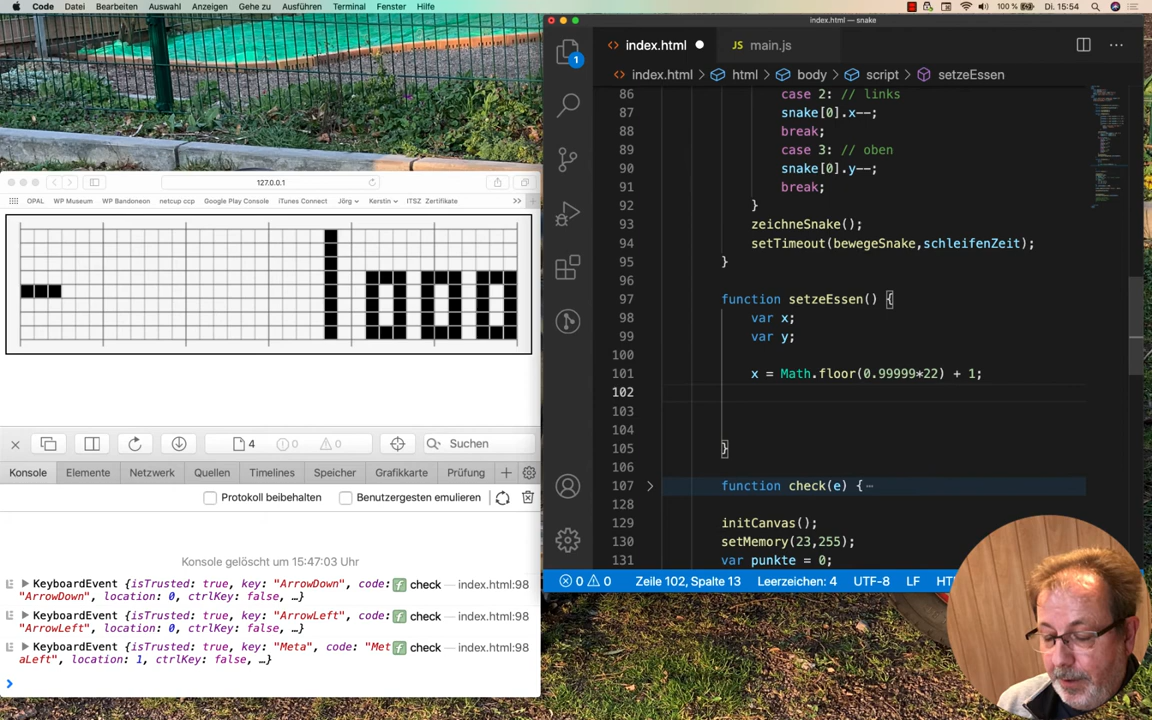 Code Datei Bearbeiten Auswahl Anzeigen Gehe zu Ausführen Terminal Fenster Hilfe 100 % Di. 15:54
index.html — snake
index.html main.js
1
index.html > html > body > script > setzeEssen
86 case 2: // links
87 snake[0].x--;
88 break;
89 case 3: // oben
90 snake[0].y--;
91 break;
92 }
93 zeichneSnake();
94 setTimeout(bewegeSnake,schleifenZeit);
95 }
96
97 function setzeEssen() {
98 var x;
99 var y;
100
101 x = Math.floor(0.99999*22) + 1;
102
103
105 }
106
107 function check(e) { ⋯
128
129 initCanvas();
130 setMemory(23,255);
131 var punkte = 0;
0 0 Zeile 102, Spalte 13 Leerzeichen: 4 UTF-8 LF HT
127.0.0.1
OPAL WP Museum WP Bandoneon netcup ccp Google Play Console iTunes Connect Jörg Kerstin ITSZ Zertifikate
4 0 0 Suchen
Konsole Elemente Netzwerk Quellen Timelines Speicher Grafikkarte Prüfung
Protokoll beibehalten Benutzergesten emulieren
Konsole gelöscht um 15:47:03 Uhr
KeyboardEvent {isTrusted: true, key: "ArrowDown", code: f check — index.html:98
"ArrowDown", location: 0, ctrlKey: false, …}
KeyboardEvent {isTrusted: true, key: "ArrowLeft", code: f check — index.html:98
"ArrowLeft", location: 0, ctrlKey: false, …}
KeyboardEvent {isTrusted: true, key: "Meta", code: "Met f check — index.html:98
aLeft", location: 1, ctrlKey: false, …}